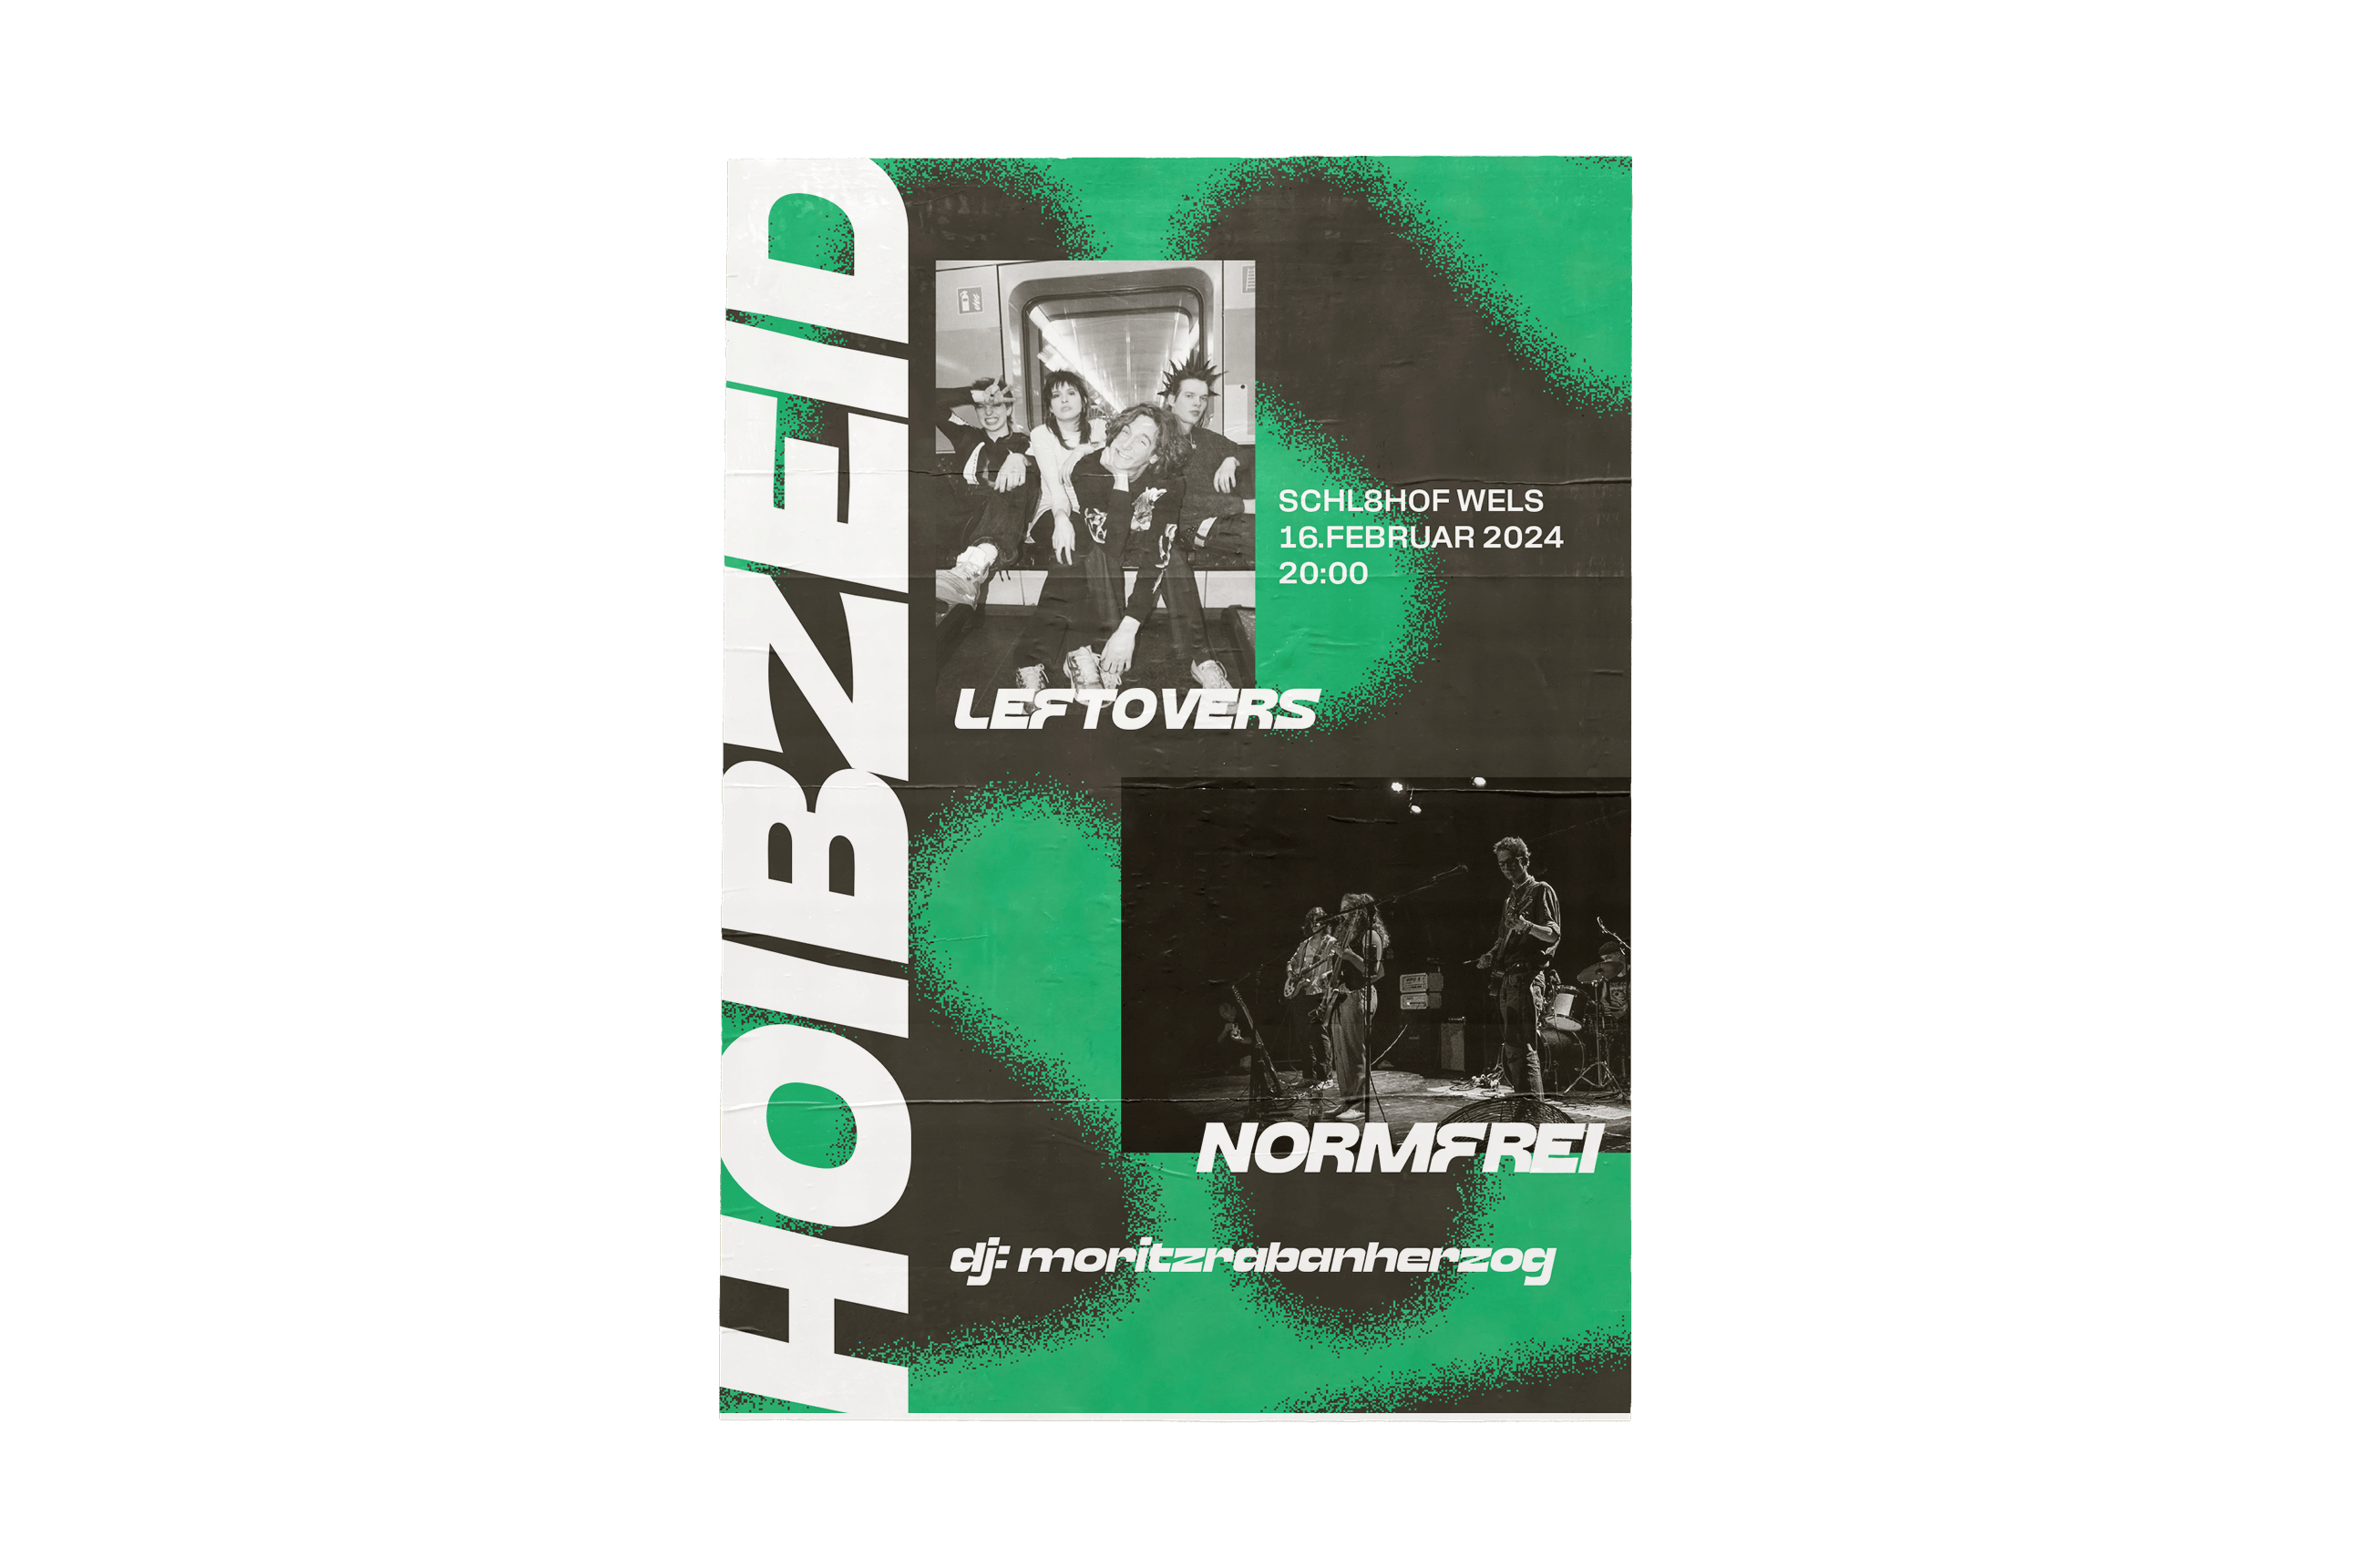 HOIBZEID
SCHL8HOF WELS
16.FEBRUAR 2024
20:00
LEFTOVERS
NORMFREI
dj: moritzrabanherzog